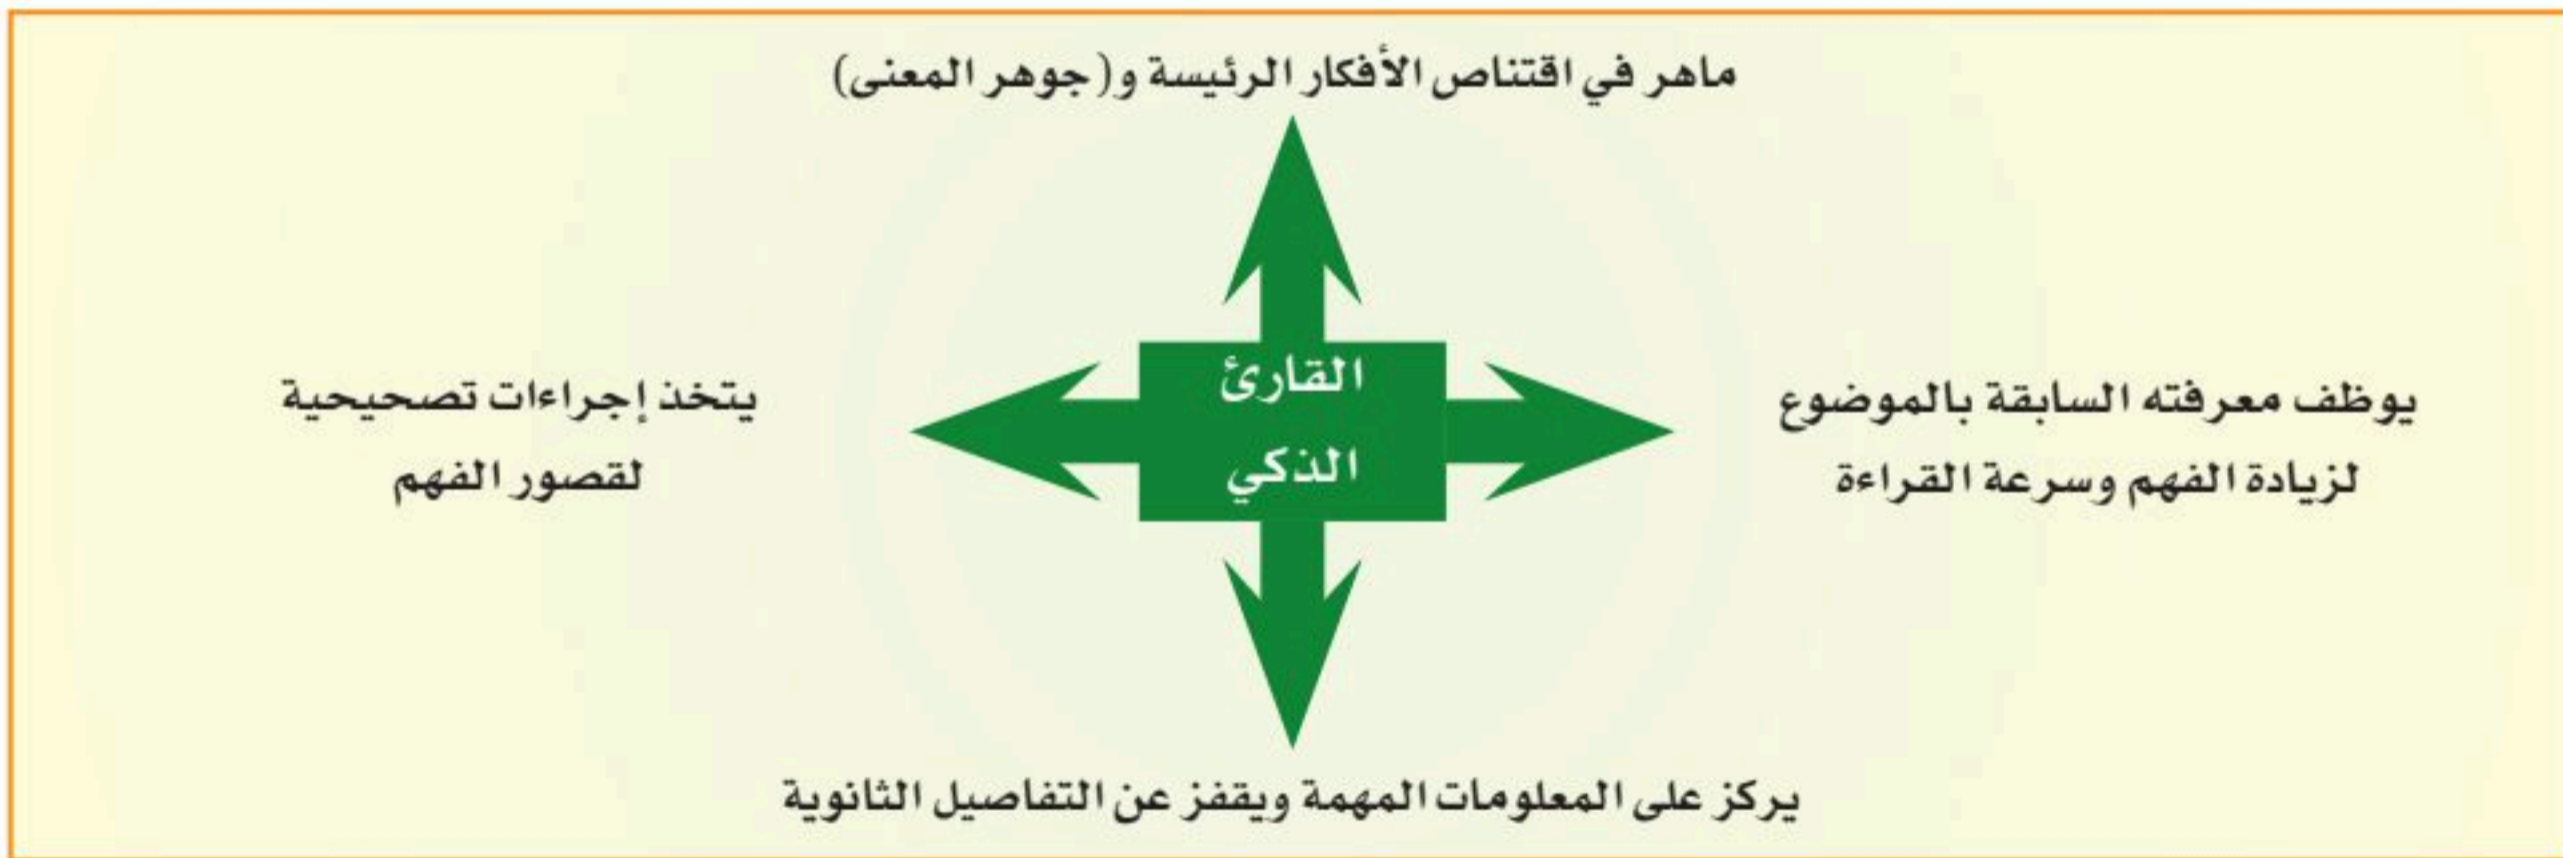 ماهر في اقتناص الأفكار الرئيسة و(جوهر المعنى)
القارئ
الذكي
يوظف معرفته السابقة بالموضوع
لزيادة الفهم وسرعة القراءة
يتخذ إجراءات تصحيحية
لقصور الفهم
يركز على المعلومات المهمة ويقفز عن التفاصيل الثانوية